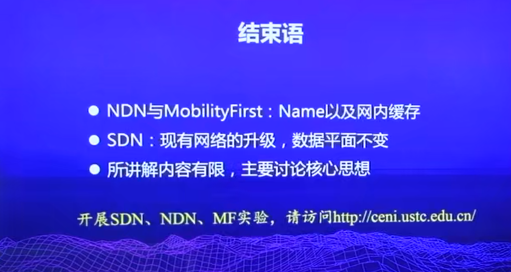 结束语
● NDN与MobilityFirst：Name以及网内缓存
● SDN：现有网络的升级，数据平面不变
● 所讲解内容有限，主要讨论核心思想
开展SDN、NDN、MF实验，请访问http://ceni.ustc.edu.cn/